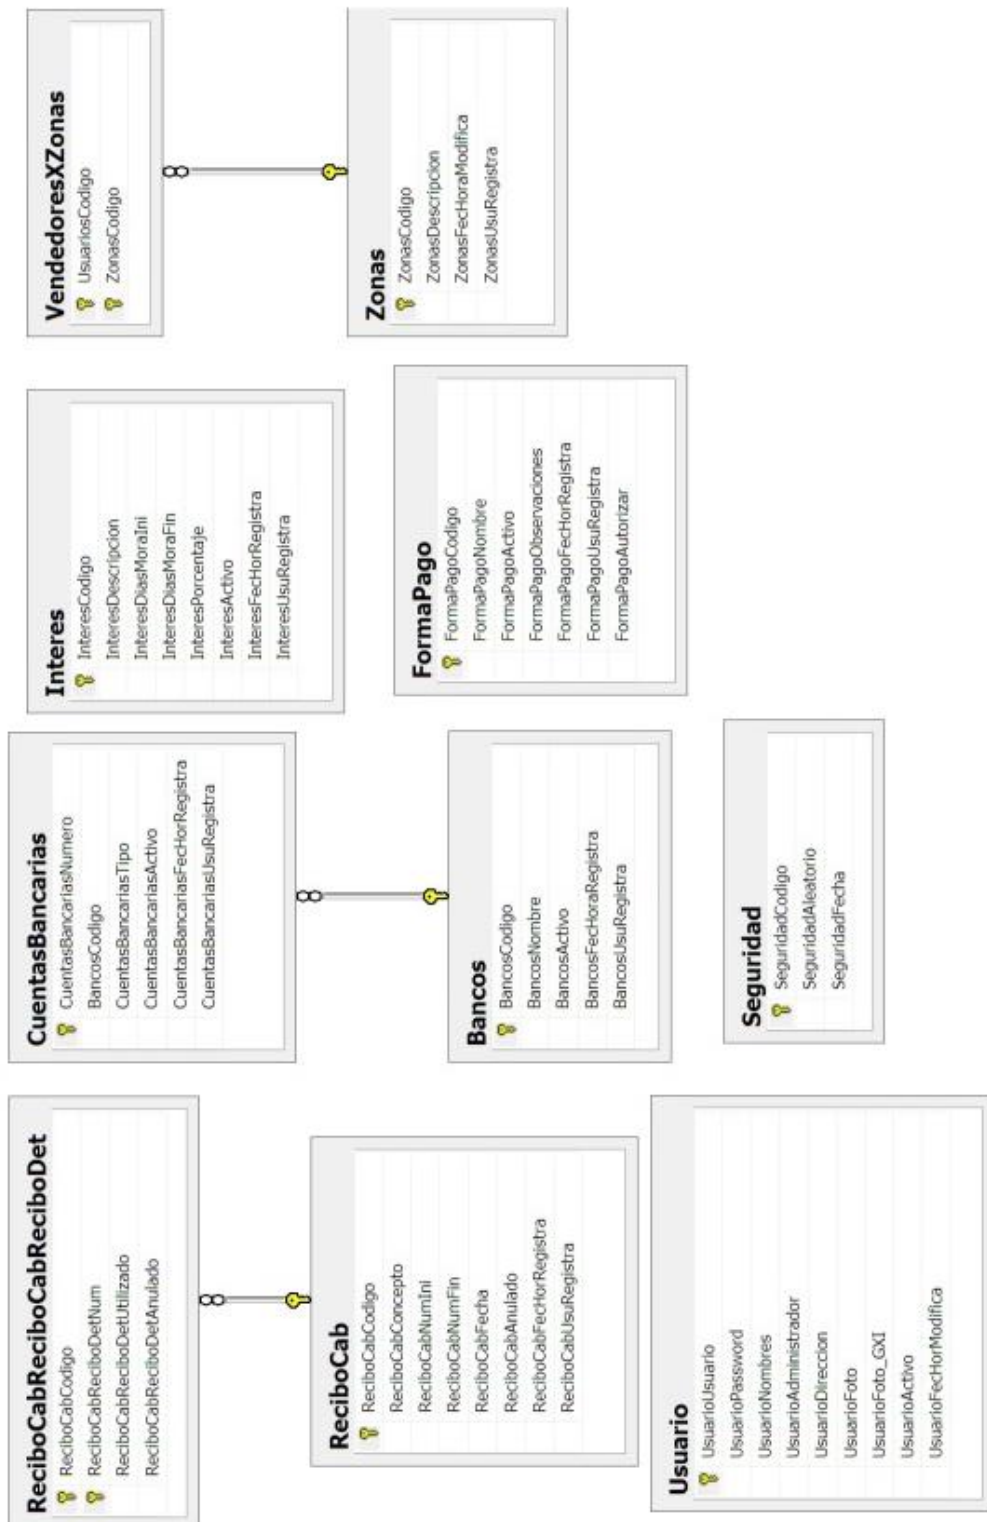 ReciboCabReciboCabReciboDet
ReciboCabCodigo
ReciboCabReciboDetNum
ReciboCabReciboDetUtilizado
ReciboCabReciboDetAnulado
ReciboCab
ReciboCabCodigo
ReciboCabConcepto
ReciboCabNumIni
ReciboCabNumFin
ReciboCabFecha
ReciboCabAnulado
ReciboCabFecHorRegistra
ReciboCabUsuRegistra
Usuario
UsuarioUsuario
UsuarioPassword
UsuarioNombres
UsuarioAdministrador
UsuarioDireccion
UsuarioFoto
UsuarioFoto_GXI
UsuarioActivo
UsuarioFecHorModifica
CuentasBancarias
CuentasBancariasNumero
BancosCodigo
CuentasBancariasTipo
CuentasBancariasActivo
CuentasBancariasFecHorRegistra
CuentasBancariasUsuRegistra
Bancos
BancosCodigo
BancosNombre
BancosActivo
BancosFecHoraRegistra
BancosUsuRegistra
Seguridad
SeguridadCodigo
SeguridadAleatorio
SeguridadFecha
Interes
InteresCodigo
InteresDescripcion
InteresDiasMoraIni
InteresDiasMoraFin
InteresPorcentaje
InteresActivo
InteresFecHorRegistra
InteresUsuRegistra
FormaPago
FormaPagoCodigo
FormaPagoNombre
FormaPagoActivo
FormaPagoObservaciones
FormaPagoFecHorRegistra
FormaPagoUsuRegistra
FormaPagoAutorizar
VendedoresXZonas
UsuariosCodigo
ZonasCodigo
Zonas
ZonasCodigo
ZonasDescripcion
ZonasFecHoraModifica
ZonasUsuRegistra